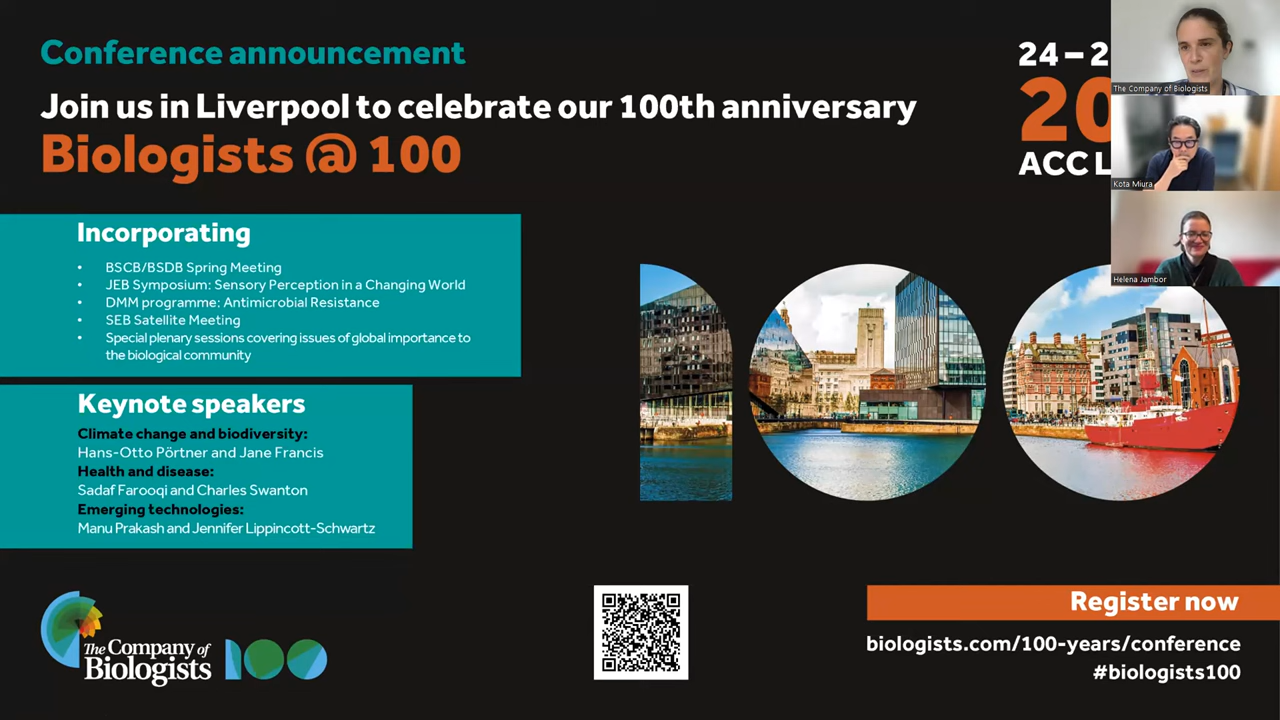 Conference announcement
Join us in Liverpool to celebrate our 100th anniversary
Biologists @ 100
24 – 2
20
ACC L
The Company of Biologists
Kota Miura
Helena Jambor
Incorporating
• BSCB/BSDB Spring Meeting
• JEB Symposium: Sensory Perception in a Changing World
• DMM programme: Antimicrobial Resistance
• SEB Satellite Meeting
• Special plenary sessions covering issues of global importance to
the biological community
Keynote speakers
Climate change and biodiversity:
Hans-Otto Pörtner and Jane Francis
Health and disease:
Sadaf Farooqi and Charles Swanton
Emerging technologies:
Manu Prakash and Jennifer Lippincott-Schwartz
100
The Company of
Biologists
100
Register now
biologists.com/100-years/conference
#biologists100